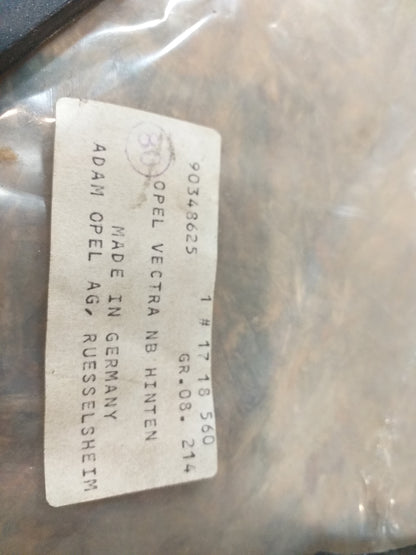 1 # 17 18 560
90348625 GR.08. 214
80
OPEL VECTRA NB HINTEN
MADE IN GERMANY
ADAM OPEL AG, RUESSELSHEIM